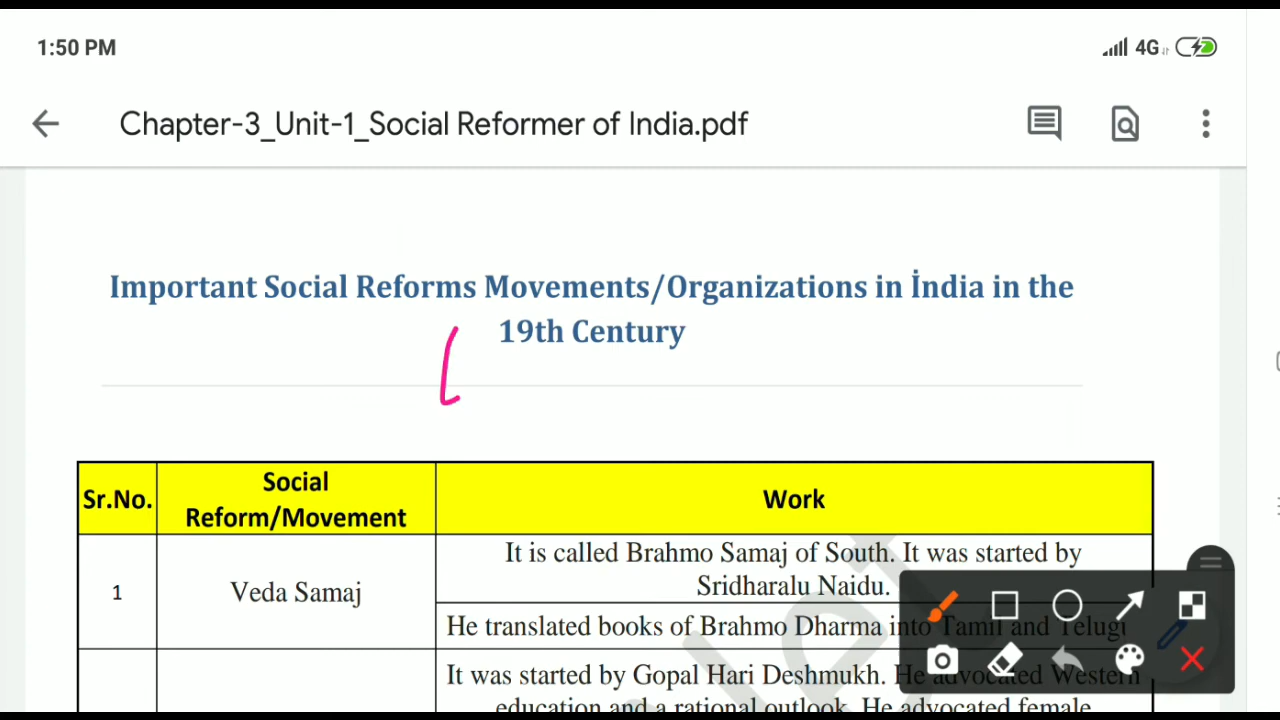 1:50 PM
4G
Chapter-3_Unit-1_Social Reformer of India.pdf
Important Social Reforms Movements/Organizations in İndia in the
19th Century
Sr.No.
Social
Reform/Movement
Work
1
Veda Samaj
It is called Brahmo Samaj of South. It was started by
Sridharalu Naidu.
He translated books of Brahmo Dharma into Tamil and Telugu
It was started by Gopal Hari Deshmukh. He advocated Western
education and a rational outlook. He advocated female